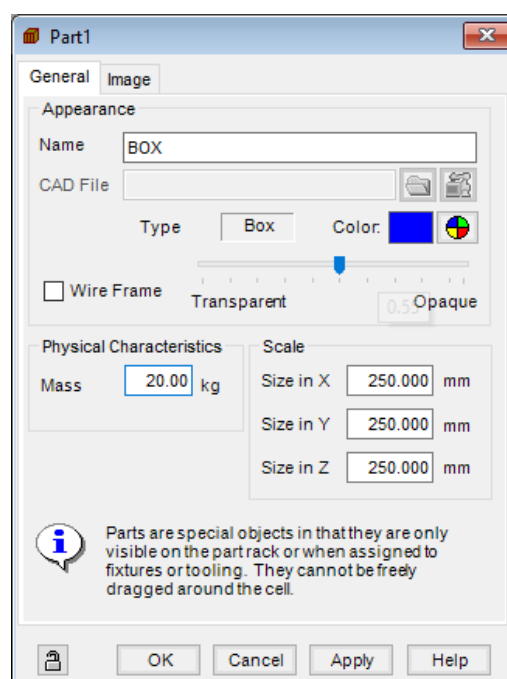 Part1
General Image
Appearance
Name BOX
CAD File
Type Box Color:
Wire Frame
Transparent 0.55 Opaque
Physical Characteristics
Mass 20.00 kg
Scale
Size in X 250.000 mm
Size in Y 250.000 mm
Size in Z 250.000 mm
Parts are special objects in that they are only
visible on the part rack or when assigned to
fixtures or tooling. They cannot be freely
dragged around the cell.
OK Cancel Apply Help